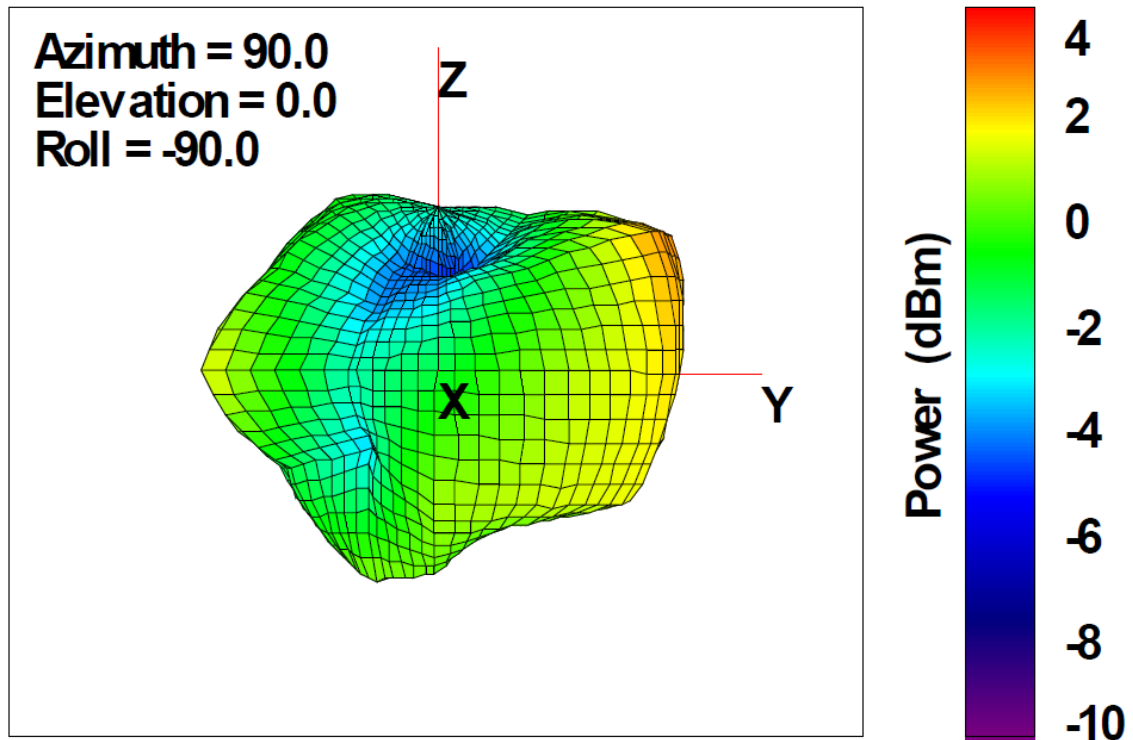 Azimuth = 90.0
Elevation = 0.0
Roll = -90.0
Z
X
Y
Power (dBm)
4
2
0
-2
-4
-6
-8
-10